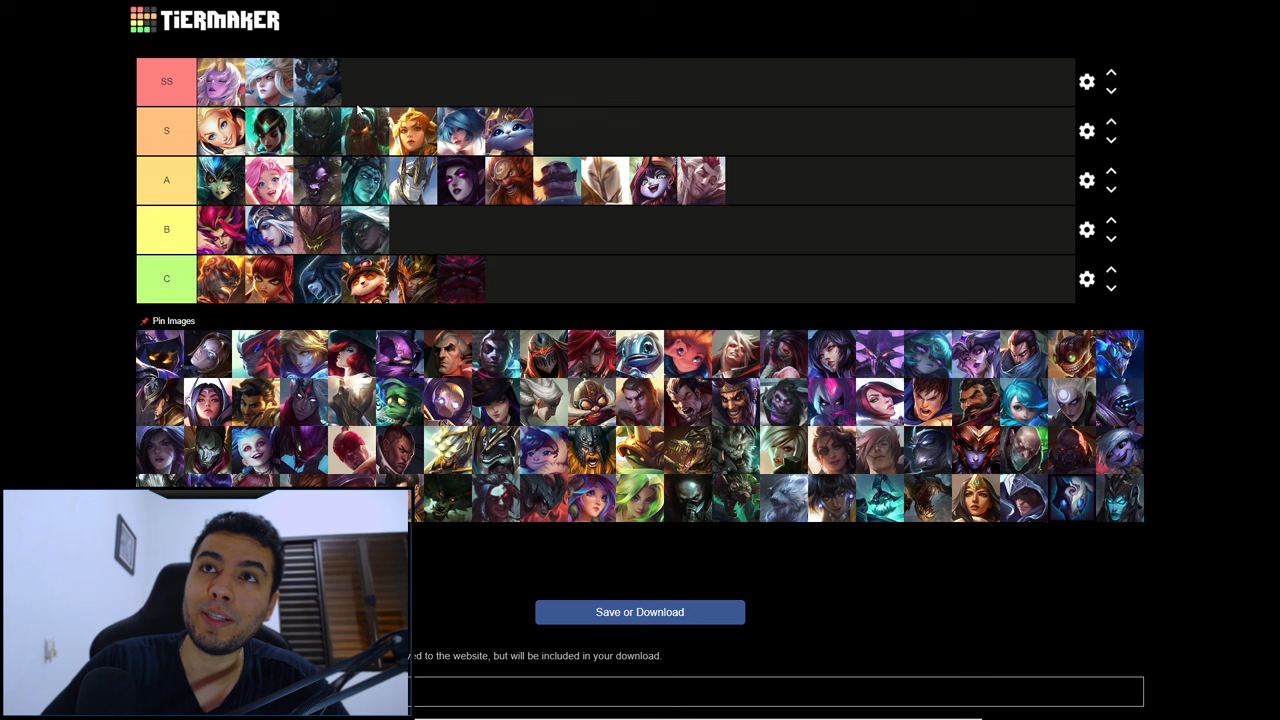 TiERMAKER
SS
S
A
B
C
Pin Images
Save or Download
ed to the website, but will be included in your download.